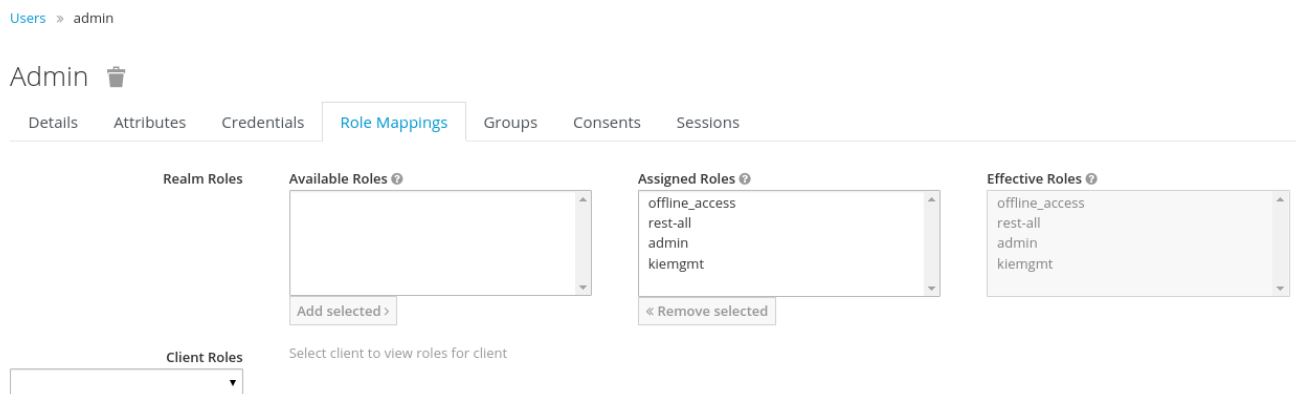 Users » admin
Admin
Details Attributes Credentials Role Mappings Groups Consents Sessions
Realm Roles Available Roles Assigned Roles Effective Roles
offline_access offline_access
rest-all rest-all
admin admin
kiemgmt kiemgmt
Add selected › « Remove selected
Client Roles Select client to view roles for client